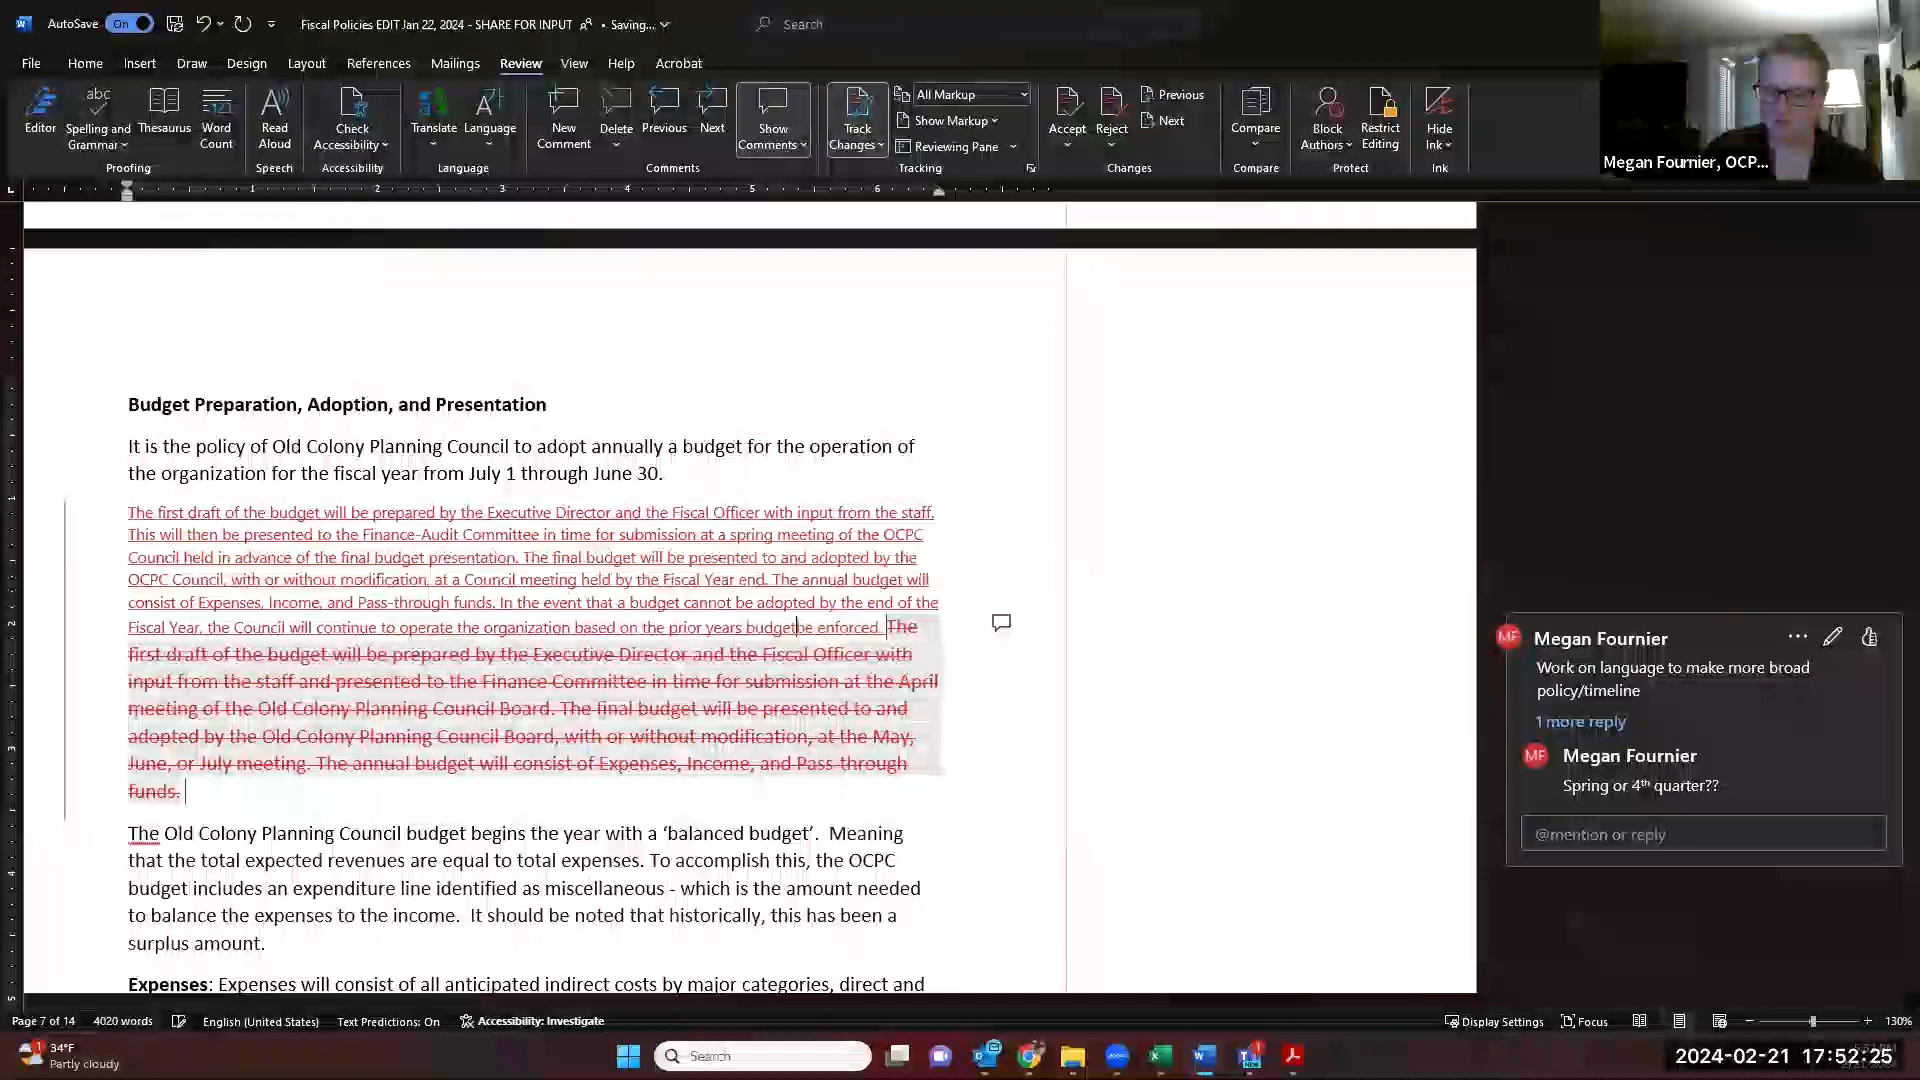 AutoSave On Fiscal Policies EDIT Jan 22, 2024 - SHARE FOR INPUT • Saving... Search
File Home Insert Draw Design Layout References Mailings Review View Help Acrobat
Editor Spelling and Grammar Thesaurus Word Count Read Aloud Check Accessibility Translate Language New Comment Delete Previous Next Show Comments Track Changes All Markup Show Markup Reviewing Pane Accept Reject Previous Next Compare Block Authors Restrict Editing Hide Ink
Proofing Speech Accessibility Language Comments Tracking Changes Compare Protect Ink
Megan Fournier, OCP...
1 2 3 4 5 6
Budget Preparation, Adoption, and Presentation
It is the policy of Old Colony Planning Council to adopt annually a budget for the operation of
the organization for the fiscal year from July 1 through June 30.
The first draft of the budget will be prepared by the Executive Director and the Fiscal Officer with input from the staff.
This will then be presented to the Finance-Audit Committee in time for submission at a spring meeting of the OCPC
Council held in advance of the final budget presentation. The final budget will be presented to and adopted by the
OCPC Council, with or without modification, at a Council meeting held by the Fiscal Year end. The annual budget will
consist of Expenses, Income, and Pass-through funds. In the event that a budget cannot be adopted by the end of the
Fiscal Year, the Council will continue to operate the organization based on the prior years budgetbe enforced. The
first draft of the budget will be prepared by the Executive Director and the Fiscal Officer with
input from the staff and presented to the Finance Committee in time for submission at the April
meeting of the Old Colony Planning Council Board. The final budget will be presented to and
adopted by the Old Colony Planning Council Board, with or without modification, at the May,
June, or July meeting. The annual budget will consist of Expenses, Income, and Pass-through
funds.
The Old Colony Planning Council budget begins the year with a ‘balanced budget’.  Meaning
that the total expected revenues are equal to total expenses. To accomplish this, the OCPC
budget includes an expenditure line identified as miscellaneous - which is the amount needed
to balance the expenses to the income.  It should be noted that historically, this has been a
surplus amount.
Expenses: Expenses will consist of all anticipated indirect costs by major categories, direct and
MF Megan Fournier
Work on language to make more broad
policy/timeline
1 more reply
MF Megan Fournier
Spring or 4th quarter??
@mention or reply
Page 7 of 14 4020 words English (United States) Text Predictions: On Accessibility: Investigate Display Settings Focus 130%
34°F
Partly cloudy
Search
2024-02-21 17:52:25